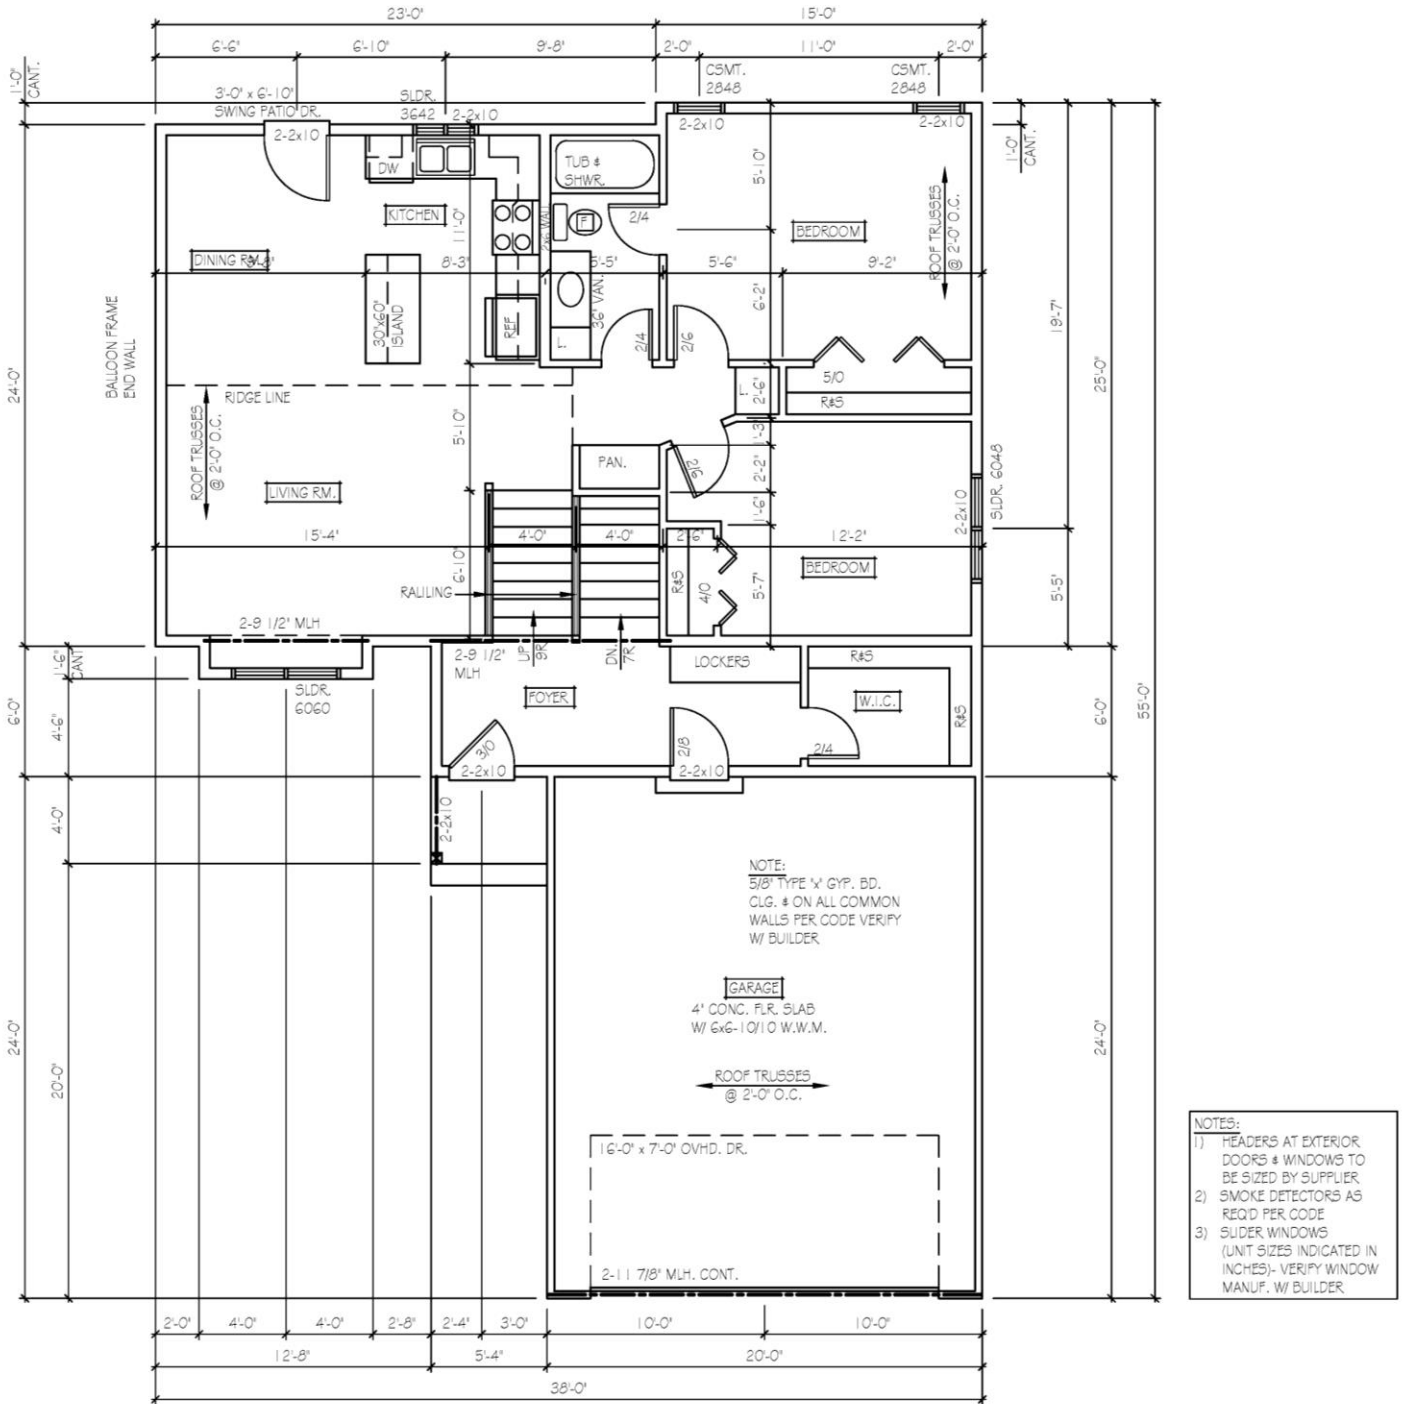 23'-0"
15'-0"
6'-6"
6'-10"
9'-8"
2'-0"
11'-0"
2'-0"
1'-0"
CANT.
3'-0" x 6'-10"
SWING PATIO DR.
2-2x10
SLDR.
3642
2-2x10
CSMT.
2848
2-2x10
CSMT.
2848
2-2x10
1'-0"
CANT.
DW
TUB &
SHWR.
5'-10"
KITCHEN
11'-0"
2x6 WALL
F
2/4
BEDROOM
ROOF TRUSSES
@ 2'-0" O.C.
DINING RM.
8'-3"
5'-5"
5'-6"
9'-2"
6'-2"
BALLOON FRAME
END WALL
30"x60"
ISLAND
REF.
36" VAN.
L.
2/4
2/6
19'-7"
25'-0"
24'-0"
5/0
R&S
L.
2'-6"
RIDGE LINE
ROOF TRUSSES
@ 2'-0" O.C.
5'-10"
1'-3"
PAN.
2/6
2'-2"
LIVING RM.
SLDR. 6048
2-2x10
1'-6"
15'-4"
4'-0"
4'-0"
2'-6"
12'-2"
6'-10"
RAILING
BEDROOM
R&S
4/0
5'-7"
5'-5"
2-9 1/2" MLH
2-9 1/2"
MLH
UP
9R
DN.
7R
LOCKERS
R&S
1'-6"
CANT
SLDR.
6060
FOYER
W.I.C.
R&S
6'-0"
4'-6"
6'-0"
55'-0"
3/0
2-2x10
2/8
2-2x10
2/4
4'-0"
2-2x10
NOTE:
5/8" TYPE 'x' GYP. BD.
CLG. & ON ALL COMMON
WALLS PER CODE VERIFY
W/ BUILDER
GARAGE
4" CONC. FLR. SLAB
W/ 6x6-10/10 W.W.M.
24'-0"
20'-0"
24'-0"
ROOF TRUSSES
@ 2'-0" O.C.
16'-0" x 7'-0" OVHD. DR.
2-11 7/8" MLH. CONT.
NOTES:
1) HEADERS AT EXTERIOR
DOORS & WINDOWS TO
BE SIZED BY SUPPLIER
2) SMOKE DETECTORS AS
REQ'D PER CODE
3) SLIDER WINDOWS
(UNIT SIZES INDICATED IN
INCHES)- VERIFY WINDOW
MANUF. W/ BUILDER
2'-0"
4'-0"
4'-0"
2'-8"
2'-4"
3'-0"
10'-0"
10'-0"
12'-8"
5'-4"
20'-0"
38'-0"